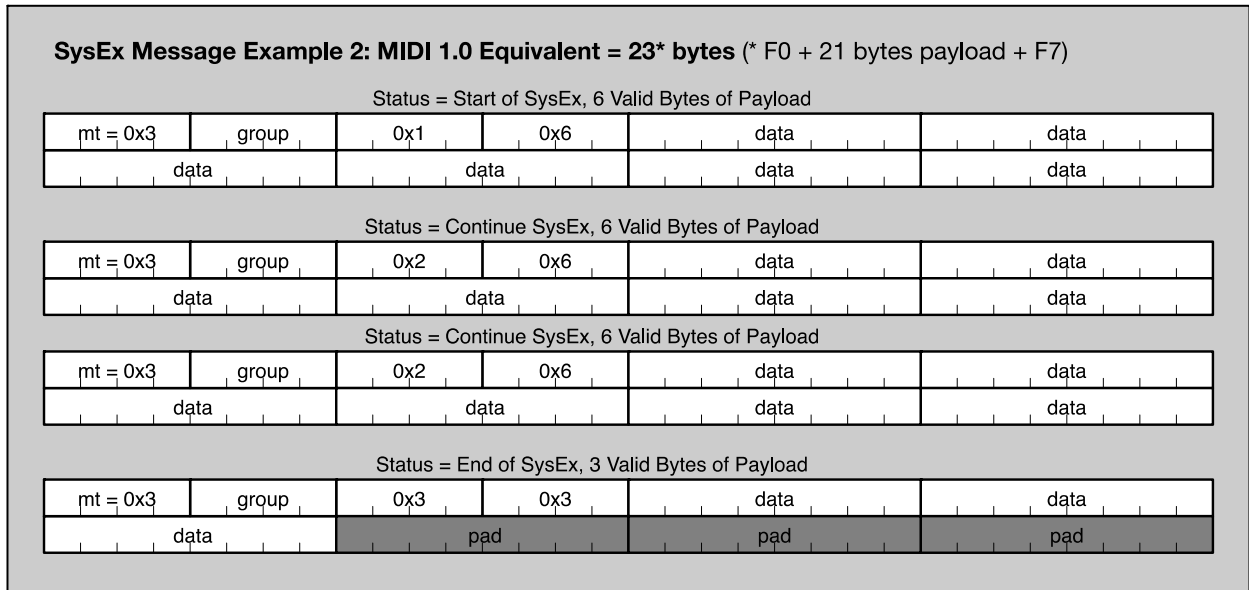 SysEx Message Example 2: MIDI 1.0 Equivalent = 23* bytes (* F0 + 21 bytes payload + F7)
Status = Start of SysEx, 6 Valid Bytes of Payload
mt = 0x3 group 0x1 0x6 data data
data data data data
Status = Continue SysEx, 6 Valid Bytes of Payload
mt = 0x3 group 0x2 0x6 data data
data data data data
Status = Continue SysEx, 6 Valid Bytes of Payload
mt = 0x3 group 0x2 0x6 data data
data data data data
Status = End of SysEx, 3 Valid Bytes of Payload
mt = 0x3 group 0x3 0x3 data data
data pad pad pad